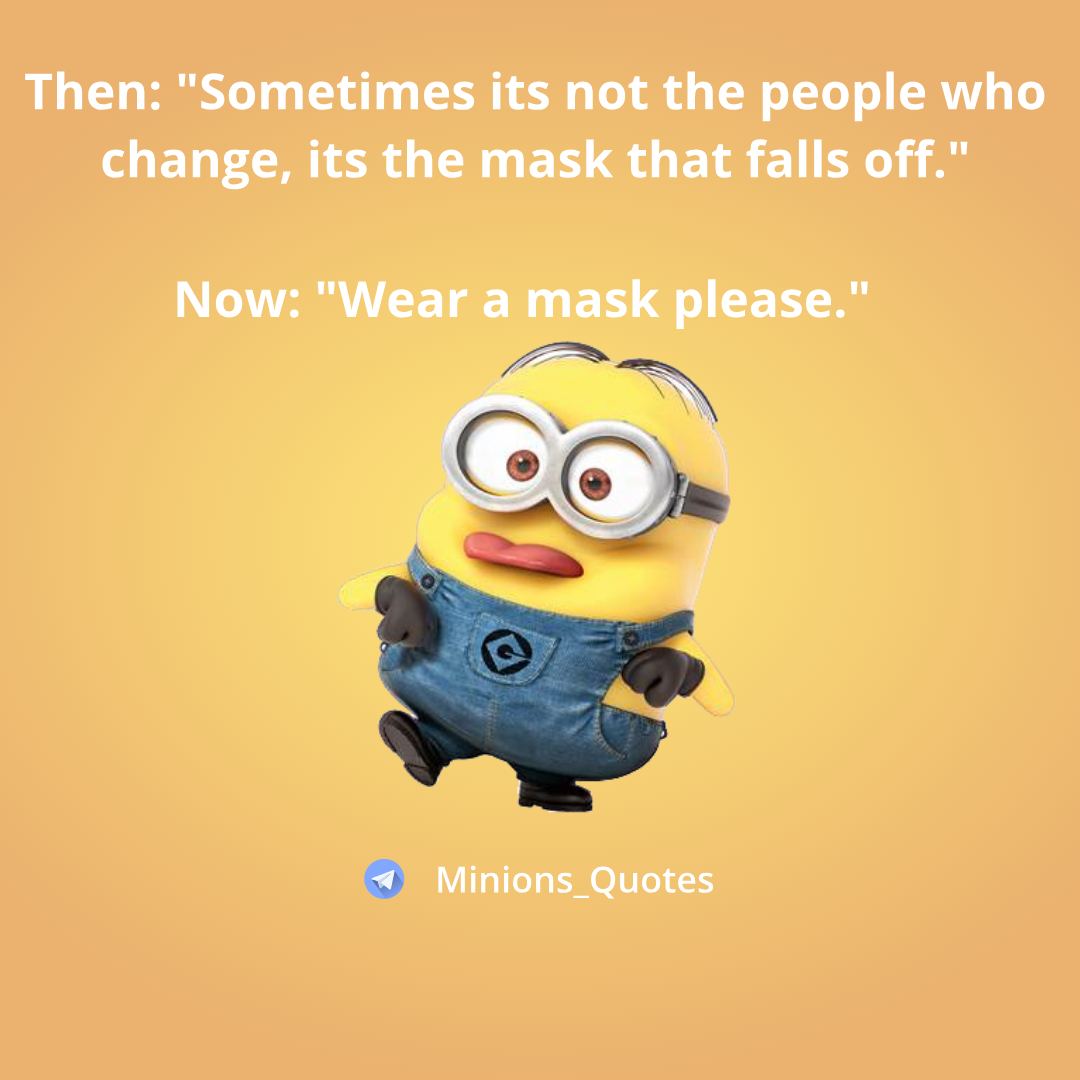 Then: "Sometimes its not the people who
change, its the mask that falls off."
Now: "Wear a mask please."
Minions_Quotes